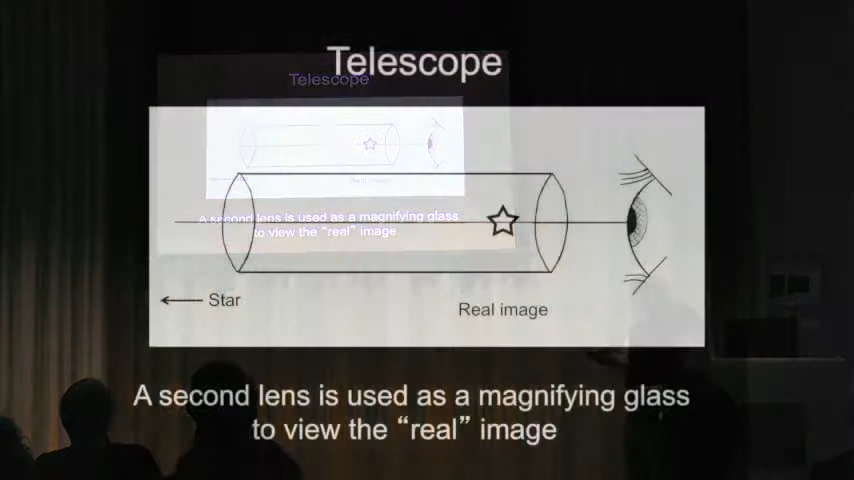 Telescope
Telescope
Star
Real image
A second lens is used as a magnifying glass
to view the “real” image
A second lens is used as a magnifying glass
to view the “real” image